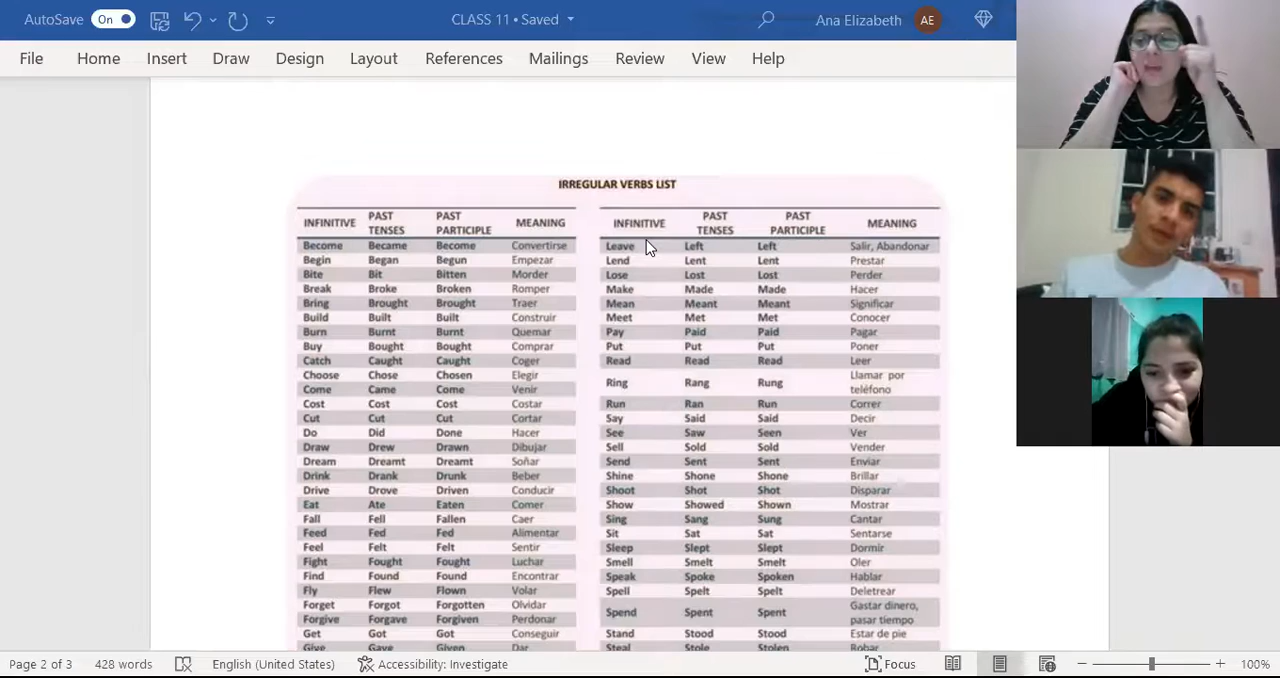 AutoSave On CLASS 11 • Saved Ana Elizabeth AE
File Home Insert Draw Design Layout References Mailings Review View Help
IRREGULAR VERBS LIST
INFINITIVE PAST TENSES PAST PARTICIPLE MEANING
Become Became Become Convertirse
Begin Began Begun Empezar
Bite Bit Bitten Morder
Break Broke Broken Romper
Bring Brought Brought Traer
Build Built Built Construir
Burn Burnt Burnt Quemar
Buy Bought Bought Comprar
Catch Caught Caught Coger
Choose Chose Chosen Elegir
Come Came Come Venir
Cost Cost Cost Costar
Cut Cut Cut Cortar
Do Did Done Hacer
Draw Drew Drawn Dibujar
Dream Dreamt Dreamt Soñar
Drink Drank Drunk Beber
Drive Drove Driven Conducir
Eat Ate Eaten Comer
Fall Fell Fallen Caer
Feed Fed Fed Alimentar
Feel Felt Felt Sentir
Fight Fought Fought Luchar
Find Found Found Encontrar
Fly Flew Flown Volar
Forget Forgot Forgotten Olvidar
Forgive Forgave Forgiven Perdonar
Get Got Got Conseguir
Give Gave Given Dar
INFINITIVE PAST TENSES PAST PARTICIPLE MEANING
Leave Left Left Salir, Abandonar
Lend Lent Lent Prestar
Lose Lost Lost Perder
Make Made Made Hacer
Mean Meant Meant Significar
Meet Met Met Conocer
Pay Paid Paid Pagar
Put Put Put Poner
Read Read Read Leer
Ring Rang Rung Llamar por teléfono
Run Ran Run Correr
Say Said Said Decir
See Saw Seen Ver
Sell Sold Sold Vender
Send Sent Sent Enviar
Shine Shone Shone Brillar
Shoot Shot Shot Disparar
Show Showed Shown Mostrar
Sing Sang Sung Cantar
Sit Sat Sat Sentarse
Sleep Slept Slept Dormir
Smell Smelt Smelt Oler
Speak Spoke Spoken Hablar
Spell Spelt Spelt Deletrear
Spend Spent Spent Gastar dinero, pasar tiempo
Stand Stood Stood Estar de pie
Steal Stole Stolen Robar
Page 2 of 3 428 words English (United States) Accessibility: Investigate Focus 100%